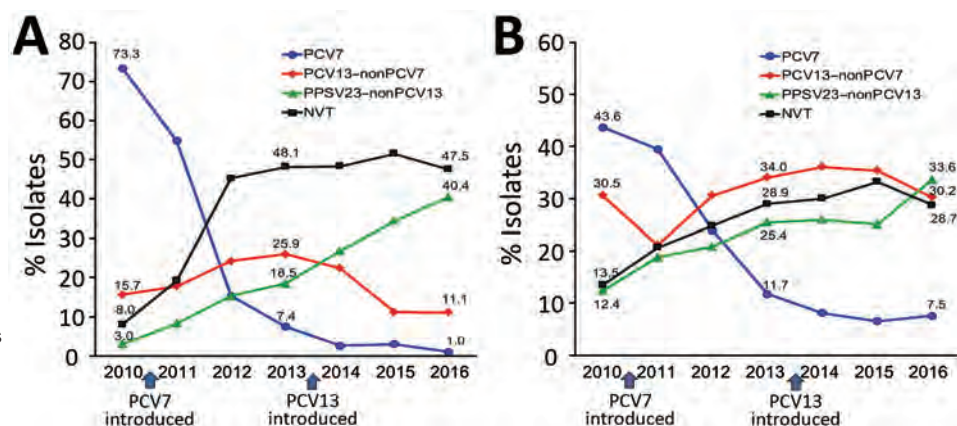 A
80
70
60
50
40
30
20
10
0
% Isolates
PCV7
PCV13–nonPCV7
PPSV23–nonPCV13
NVT
73.3
15.7
8.0
3.0
48.1
25.9
18.5
7.4
47.5
40.4
11.1
1.0
2010 2011 2012 2013 2014 2015 2016
PCV7 introduced
PCV13 introduced
B
60
50
40
30
20
10
0
% Isolates
PCV7
PCV13–nonPCV7
PPSV23–nonPCV13
NVT
43.6
30.5
13.5
12.4
34.0
28.9
25.4
11.7
33.6
30.2
28.7
7.5
2010 2011 2012 2013 2014 2015 2016
PCV7 introduced
PCV13 introduced